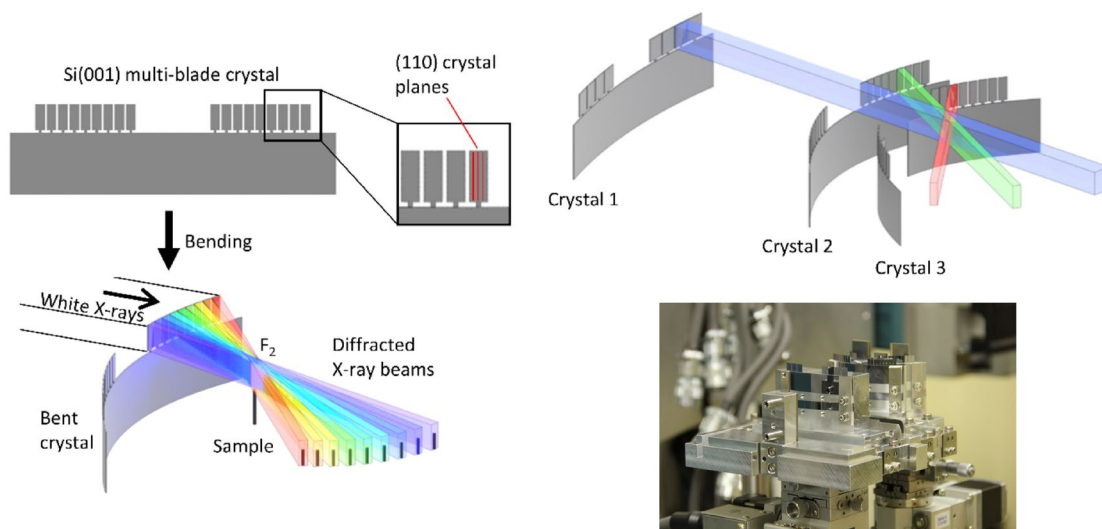 Si(001) multi-blade crystal
(110) crystal
planes
Bending
White X-rays
F2
Diffracted
X-ray beams
Bent
crystal
Sample
Crystal 1
Crystal 2
Crystal 3